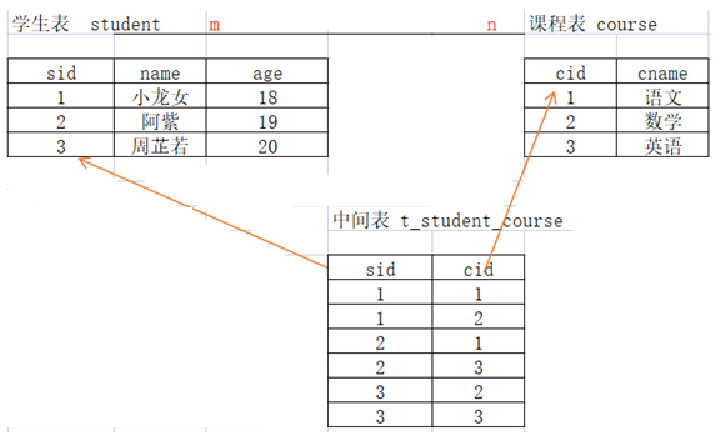 学生表 student m n 课程表 course
sid name age cid cname
1 小龙女 18 1 语文
2 阿紫 19 2 数学
3 周芷若 20 3 英语
中间表 t_student_course
sid cid
1 1
1 2
2 1
2 3
3 2
3 3